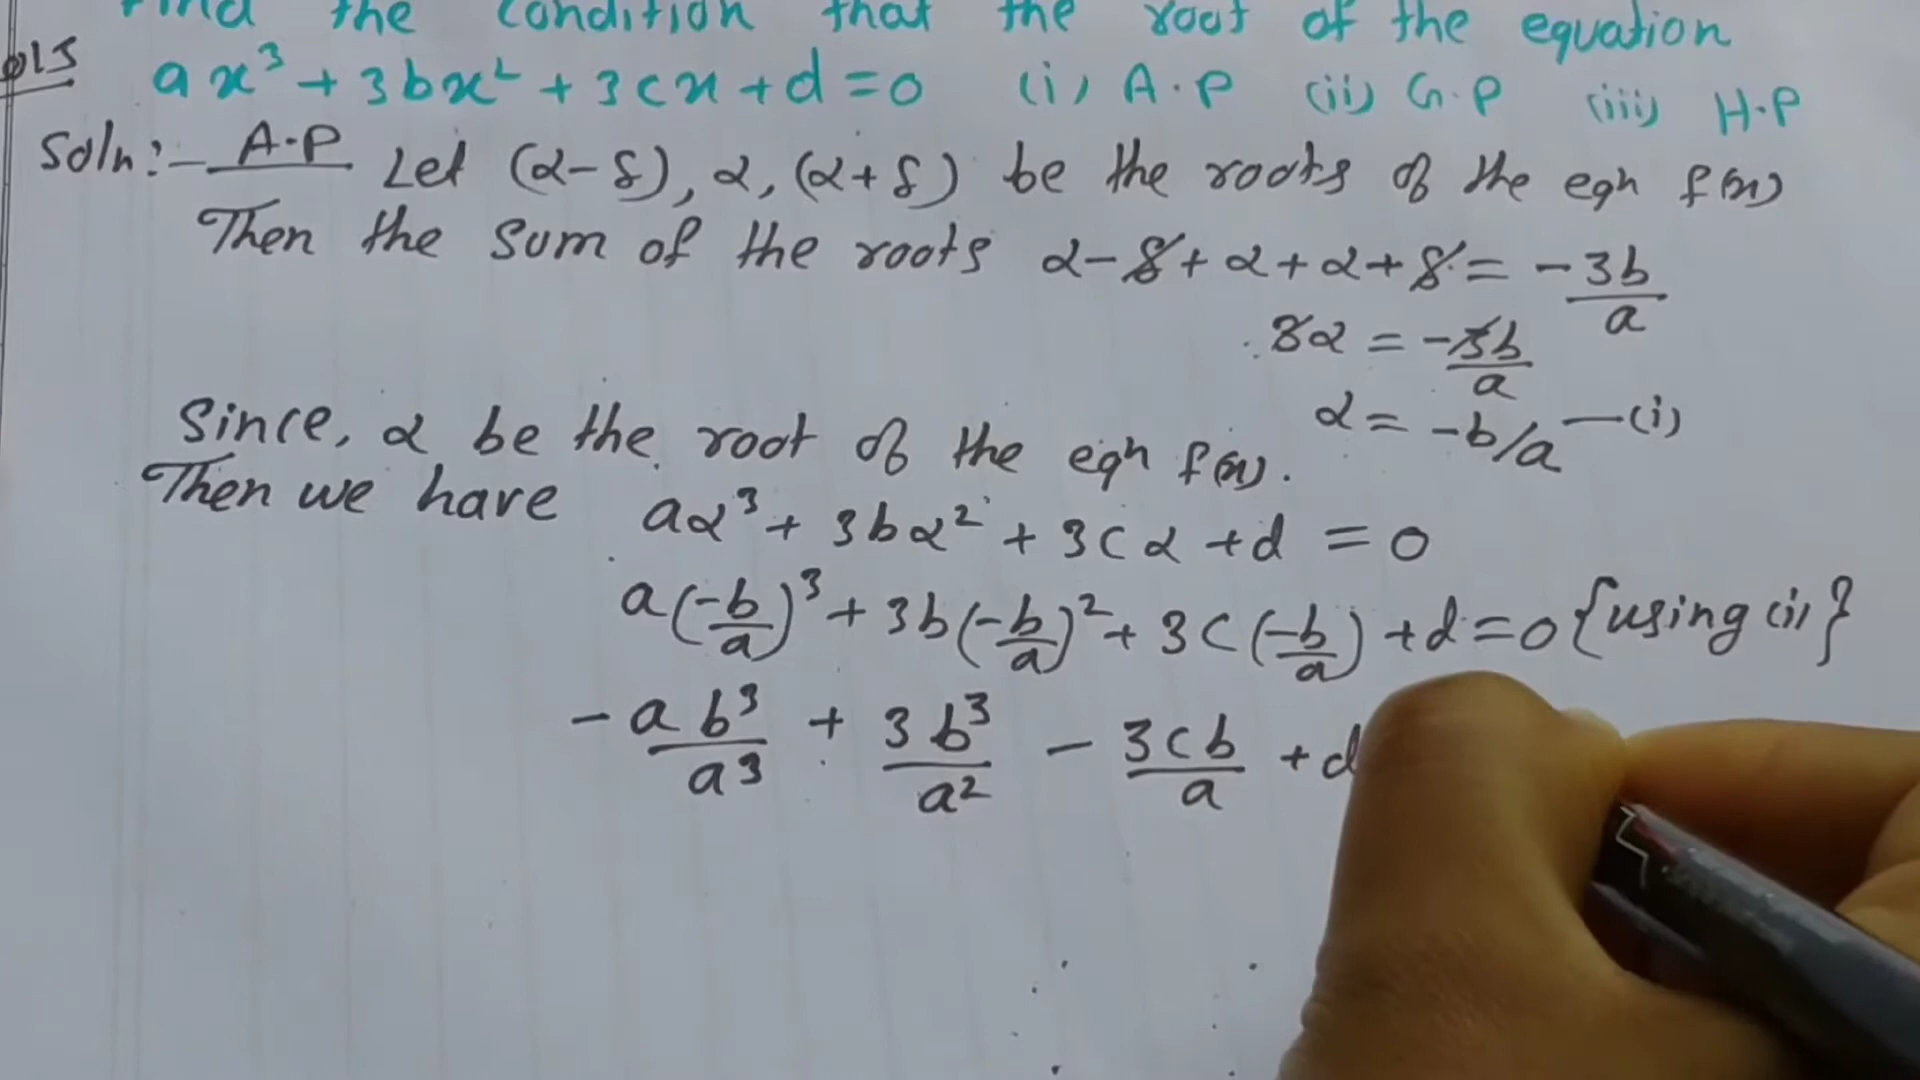 Find the condition that the root of the equation
ax³ + 3bx² + 3cx + d = 0 (i) A.P (ii) G.P (iii) H.P
Soln:- A.P Let (α-δ), α, (α+δ) be the roots of the eqn f(x)
Then the sum of the roots α-δ+α+α+δ = -3b/a
3α = -3b/a
α = -b/a —(i)
Since, α be the root of the eqn f(x).
Then we have aα³ + 3bα² + 3cα + d = 0
a(-b/a)³ + 3b(-b/a)² + 3c(-b/a) + d = 0 {using (i)}
-ab³/a³ + 3b³/a² - 3cb/a + d